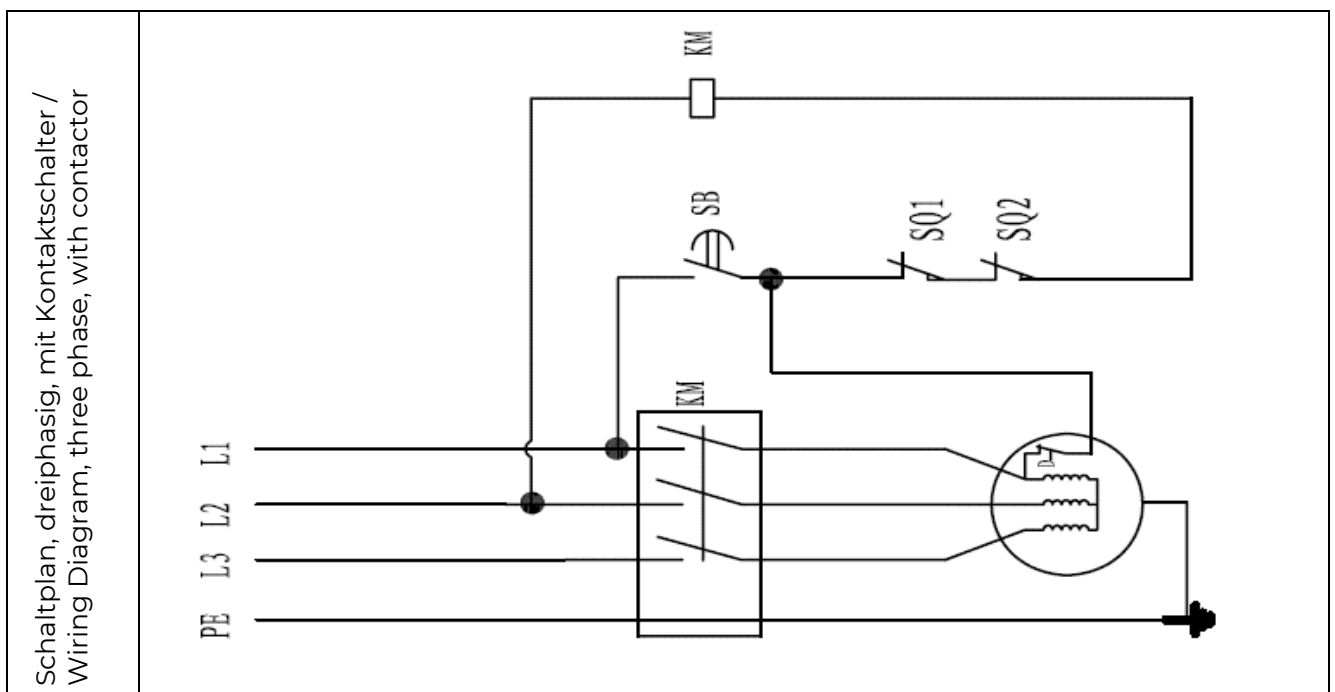 Schaltplan, dreiphasig, mit Kontaktschalter /
Wiring Diagram, three phase, with contactor
KM
SB
SQ1
SQ2
KM
L1
L2
L3
PE